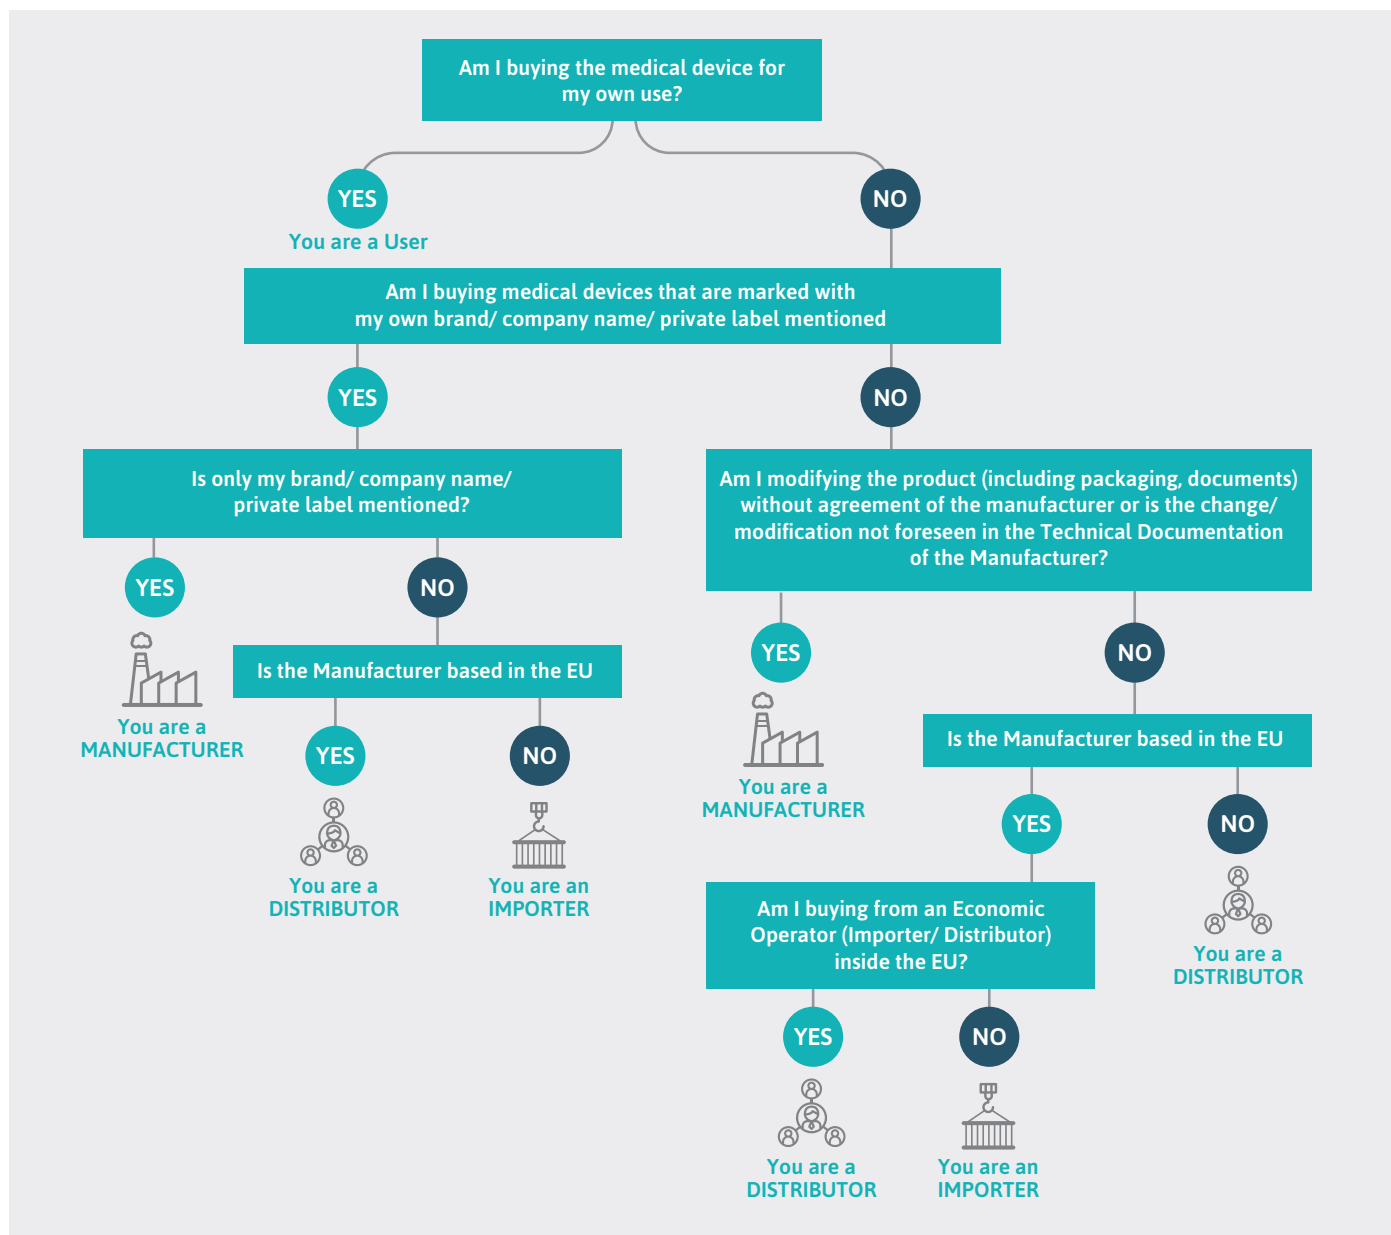 Am I buying the medical device for
my own use?
YES
NO
You are a User
Am I buying medical devices that are marked with
my own brand/ company name/ private label mentioned
YES
NO
Is only my brand/ company name/
private label mentioned?
Am I modifying the product (including packaging, documents)
without agreement of the manufacturer or is the change/
modification not foreseen in the Technical Documentation
of the Manufacturer?
YES
NO
You are a
MANUFACTURER
Is the Manufacturer based in the EU
YES
NO
You are a
DISTRIBUTOR
You are an
IMPORTER
YES
NO
You are a
MANUFACTURER
Is the Manufacturer based in the EU
YES
NO
Am I buying from an Economic
Operator (Importer/ Distributor)
inside the EU?
You are a
DISTRIBUTOR
YES
NO
You are a
DISTRIBUTOR
You are an
IMPORTER